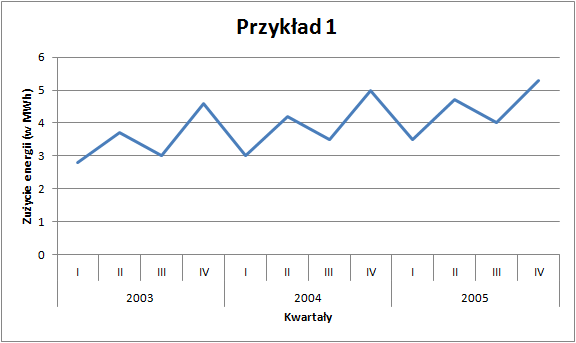 Przykład 1
Zużycie energii (w MWh)
6
5
4
3
2
1
0
I II III IV I II III IV I II III IV
2003 2004 2005
Kwartały